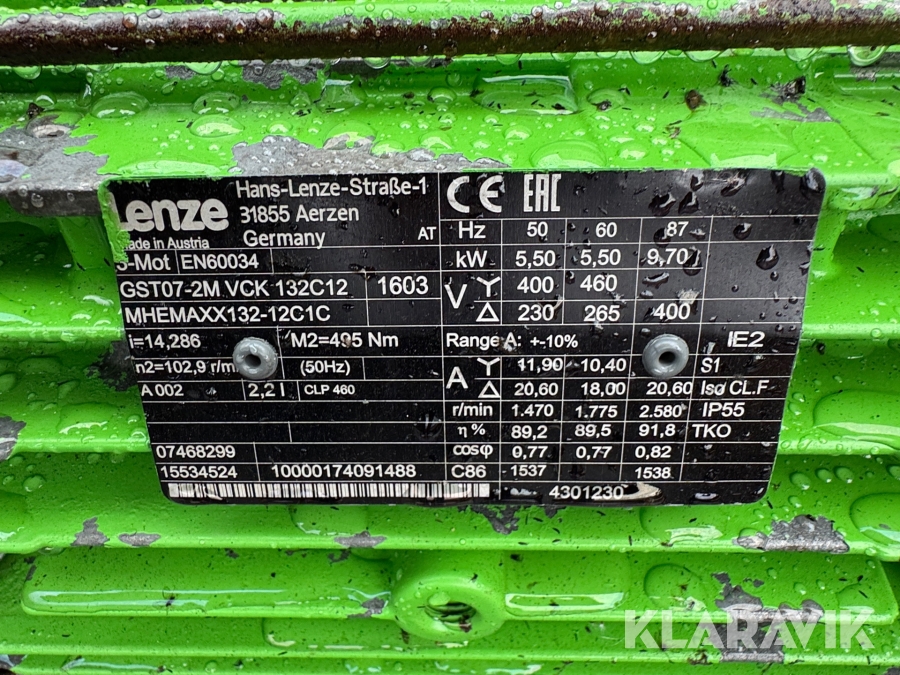 Lenze Hans-Lenze-Straße-1
31855 Aerzen
Made in Austria Germany AT
CE EAC
Hz 50 60 87
3-Mot EN60034
kW 5,50 5,50 9,70
GST07-2M VCK 132C12 1603
V Y 400 460
MHEMAXX132-12C1C
Δ 230 265 400
i=14,286 M2=495 Nm
Range A: +-10% IE2
n2=102,9 r/m (50Hz)
A Y 11,90 10,40 S1
A 002 2,2 l CLP 460
Δ 20,60 18,00 20,60 Iso CL.F
r/min 1.470 1.775 2.580 IP55
η % 89,2 89,5 91,8 TKO
07468299
cosφ 0,77 0,77 0,82
15534524 10000174091488
C86 1537 1538
4301230
KLARAVIK